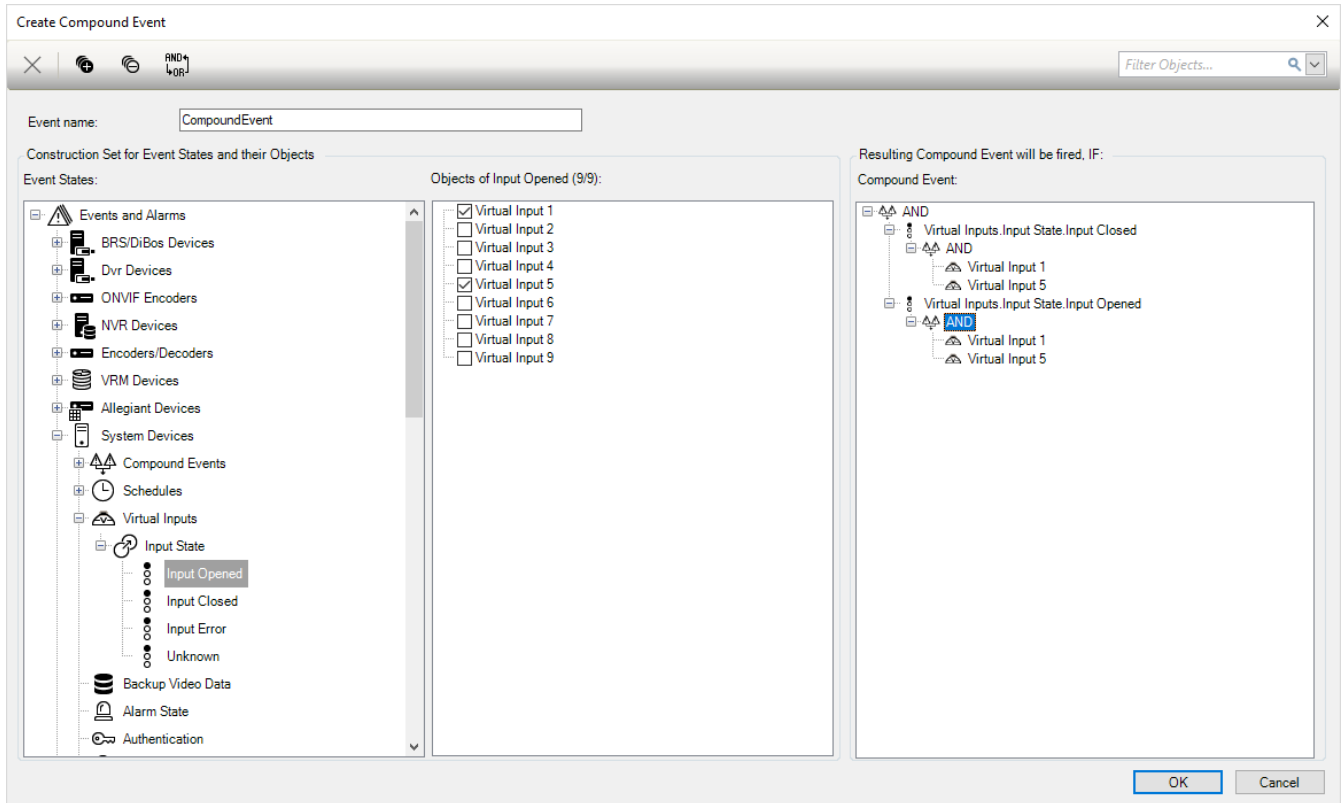 Create Compound Event
AND
OR
Filter Objects...
Event name:
CompoundEvent
Construction Set for Event States and their Objects
Event States:
Events and Alarms
BRS/DiBos Devices
Dvr Devices
ONVIF Encoders
NVR Devices
Encoders/Decoders
VRM Devices
Allegiant Devices
System Devices
Compound Events
Schedules
Virtual Inputs
Input State
Input Opened
Input Closed
Input Error
Unknown
Backup Video Data
Alarm State
Authentication
Objects of Input Opened (9/9):
Virtual Input 1
Virtual Input 2
Virtual Input 3
Virtual Input 4
Virtual Input 5
Virtual Input 6
Virtual Input 7
Virtual Input 8
Virtual Input 9
Resulting Compound Event will be fired, IF:
Compound Event:
AND
Virtual Inputs.Input State.Input Closed
AND
Virtual Input 1
Virtual Input 5
Virtual Inputs.Input State.Input Opened
AND
Virtual Input 1
Virtual Input 5
OK
Cancel